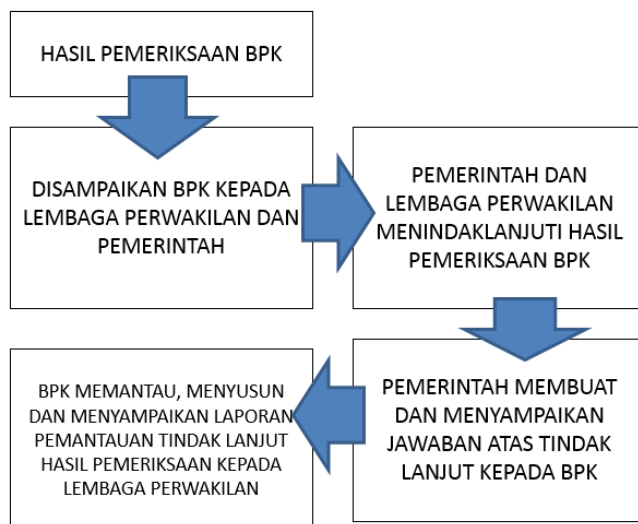 HASIL PEMERIKSAAN BPK
DISAMPAIKAN BPK KEPADA
LEMBAGA PERWAKILAN DAN
PEMERINTAH
PEMERINTAH DAN
LEMBAGA PERWAKILAN
MENINDAKLANJUTI HASIL
PEMERIKSAAN BPK
PEMERINTAH MEMBUAT
DAN MENYAMPAIKAN
JAWABAN ATAS TINDAK
LANJUT KEPADA BPK
BPK MEMANTAU, MENYUSUN
DAN MENYAMPAIKAN LAPORAN
PEMANTAUAN TINDAK LANJUT
HASIL PEMERIKSAAN KEPADA
LEMBAGA PERWAKILAN